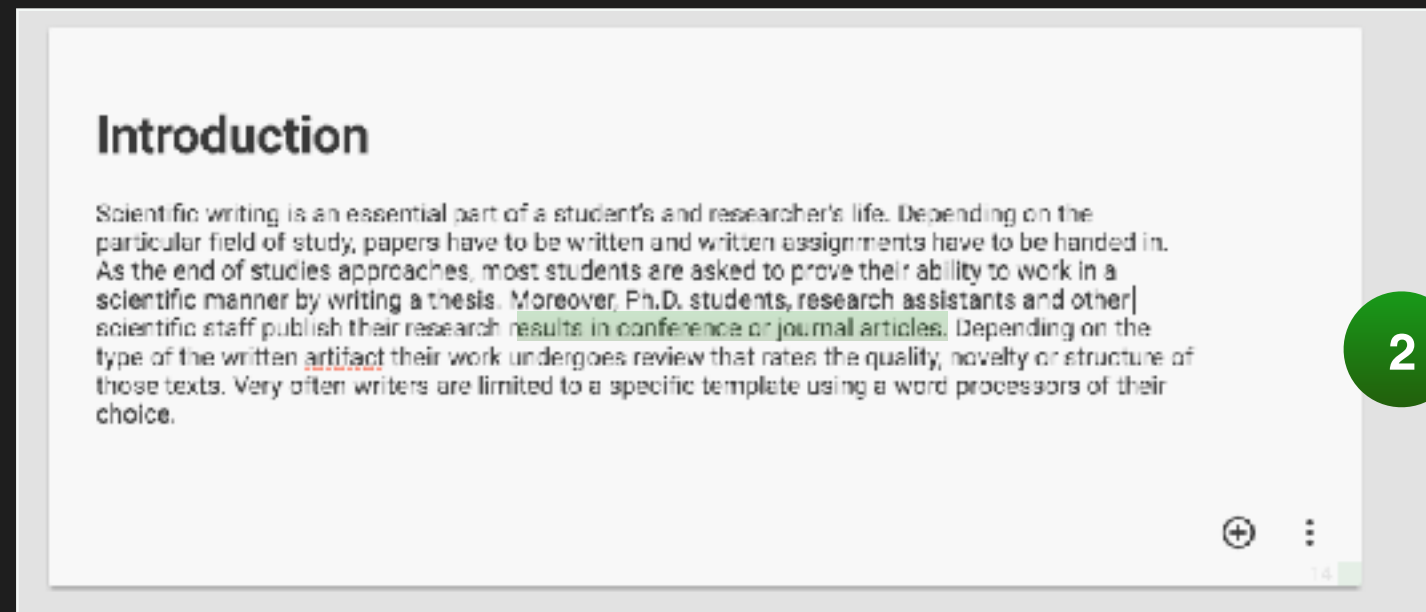 Introduction
Scientific writing is an essential part of a student's and researcher's life. Depending on the
particular field of study, papers have to be written and written assignments have to be handed in.
As the end of studies approaches, most students are asked to prove their ability to work in a
scientific manner by writing a thesis. Moreover, Ph.D. students, research assistants and other
scientific staff publish their research results in conference or journal articles. Depending on the
type of the written artifact their work undergoes review that rates the quality, novelty or structure of
those texts. Very often writers are limited to a specific template using a word processors of their
choice.
2
14